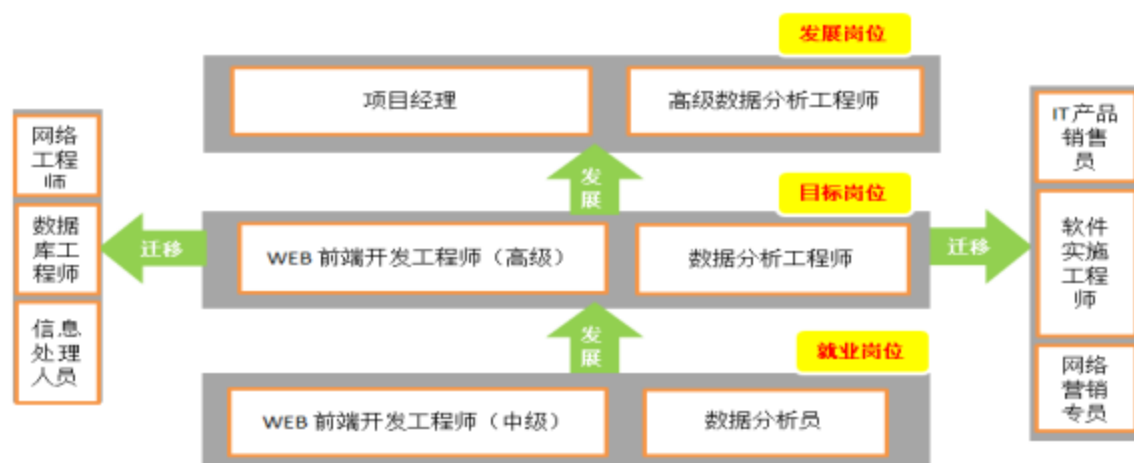 发展岗位
项目经理
高级数据分析工程师
网络
工程
师
数据
库工
程师
信息
处理
人员
迁移
发
展
目标岗位
WEB 前端开发工程师（高级）
数据分析工程师
迁移
IT 产品
销售
员
软件
实施
工程
师
网络
营销
专员
发
展
就业岗位
WEB 前端开发工程师（中级）
数据分析员